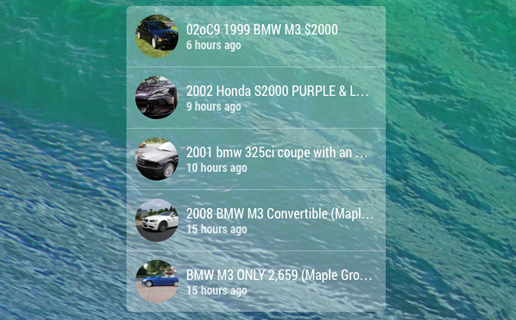 02oC9 1999 BMW M3 $2000
6 hours ago
2002 Honda S2000 PURPLE & L...
9 hours ago
2001 bmw 325ci coupe with an ...
10 hours ago
2008 BMW M3 Convertible (Mapl...
15 hours ago
BMW M3 ONLY 2,659 (Maple Gro...
15 hours ago